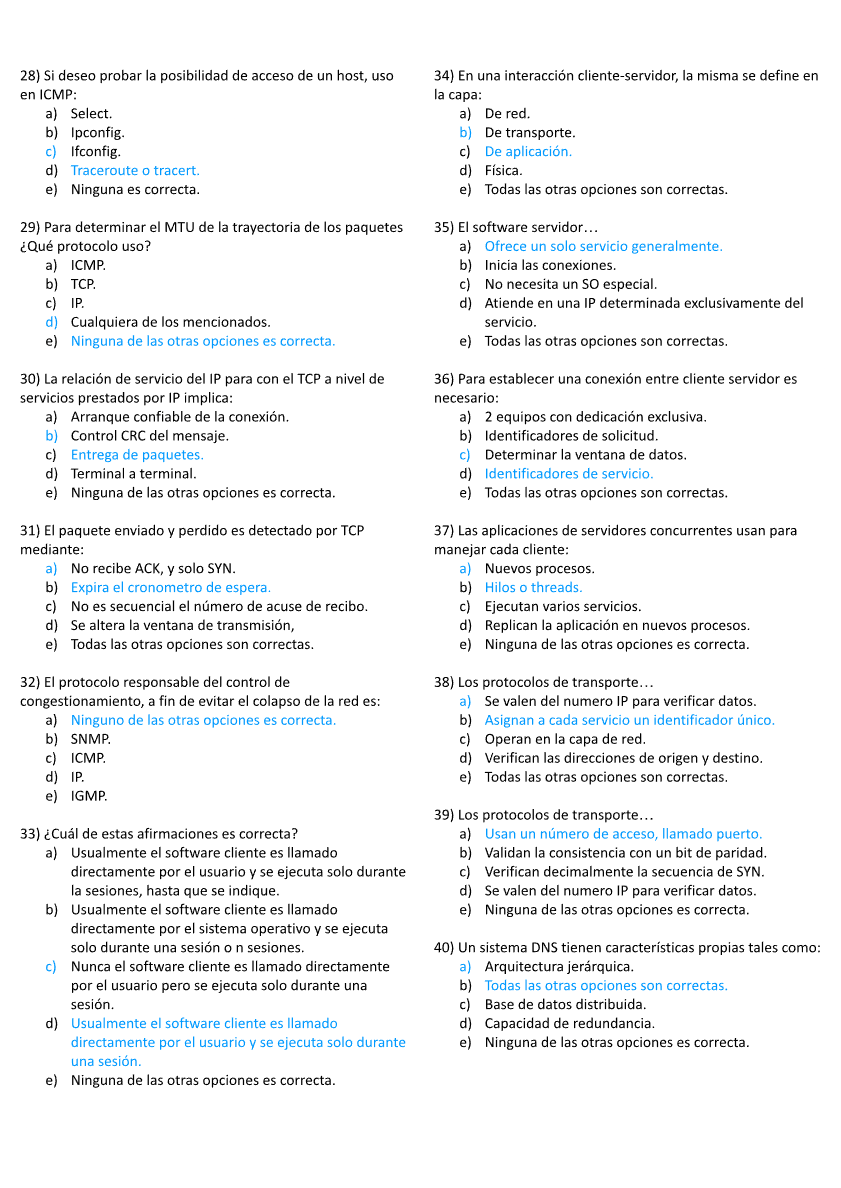 28) Si deseo probar la posibilidad de acceso de un host, uso
en ICMP:
a) Select.
b) Ipconfig.
c) Ifconfig.
d) Traceroute o tracert.
e) Ninguna es correcta.
29) Para determinar el MTU de la trayectoria de los paquetes
¿Qué protocolo uso?
a) ICMP.
b) TCP.
c) IP.
d) Cualquiera de los mencionados.
e) Ninguna de las otras opciones es correcta.
30) La relación de servicio del IP para con el TCP a nivel de
servicios prestados por IP implica:
a) Arranque confiable de la conexión.
b) Control CRC del mensaje.
c) Entrega de paquetes.
d) Terminal a terminal.
e) Ninguna de las otras opciones es correcta.
31) El paquete enviado y perdido es detectado por TCP
mediante:
a) No recibe ACK, y solo SYN.
b) Expira el cronometro de espera.
c) No es secuencial el número de acuse de recibo.
d) Se altera la ventana de transmisión,
e) Todas las otras opciones son correctas.
32) El protocolo responsable del control de
congestionamiento, a fin de evitar el colapso de la red es:
a) Ninguno de las otras opciones es correcta.
b) SNMP.
c) ICMP.
d) IP.
e) IGMP.
33) ¿Cuál de estas afirmaciones es correcta?
a) Usualmente el software cliente es llamado
directamente por el usuario y se ejecuta solo durante
la sesiones, hasta que se indique.
b) Usualmente el software cliente es llamado
directamente por el sistema operativo y se ejecuta
solo durante una sesión o n sesiones.
c) Nunca el software cliente es llamado directamente
por el usuario pero se ejecuta solo durante una
sesión.
d) Usualmente el software cliente es llamado
directamente por el usuario y se ejecuta solo durante
una sesión.
e) Ninguna de las otras opciones es correcta.
34) En una interacción cliente-servidor, la misma se define en
la capa:
a) De red.
b) De transporte.
c) De aplicación.
d) Física.
e) Todas las otras opciones son correctas.
35) El software servidor…
a) Ofrece un solo servicio generalmente.
b) Inicia las conexiones.
c) No necesita un SO especial.
d) Atiende en una IP determinada exclusivamente del
servicio.
e) Todas las otras opciones son correctas.
36) Para establecer una conexión entre cliente servidor es
necesario:
a) 2 equipos con dedicación exclusiva.
b) Identificadores de solicitud.
c) Determinar la ventana de datos.
d) Identificadores de servicio.
e) Todas las otras opciones son correctas.
37) Las aplicaciones de servidores concurrentes usan para
manejar cada cliente:
a) Nuevos procesos.
b) Hilos o threads.
c) Ejecutan varios servicios.
d) Replican la aplicación en nuevos procesos.
e) Ninguna de las otras opciones es correcta.
38) Los protocolos de transporte…
a) Se valen del numero IP para verificar datos.
b) Asignan a cada servicio un identificador único.
c) Operan en la capa de red.
d) Verifican las direcciones de origen y destino.
e) Todas las otras opciones son correctas.
39) Los protocolos de transporte…
a) Usan un número de acceso, llamado puerto.
b) Validan la consistencia con un bit de paridad.
c) Verifican decimalmente la secuencia de SYN.
d) Se valen del numero IP para verificar datos.
e) Ninguna de las otras opciones es correcta.
40) Un sistema DNS tienen características propias tales como:
a) Arquitectura jerárquica.
b) Todas las otras opciones son correctas.
c) Base de datos distribuida.
d) Capacidad de redundancia.
e) Ninguna de las otras opciones es correcta.